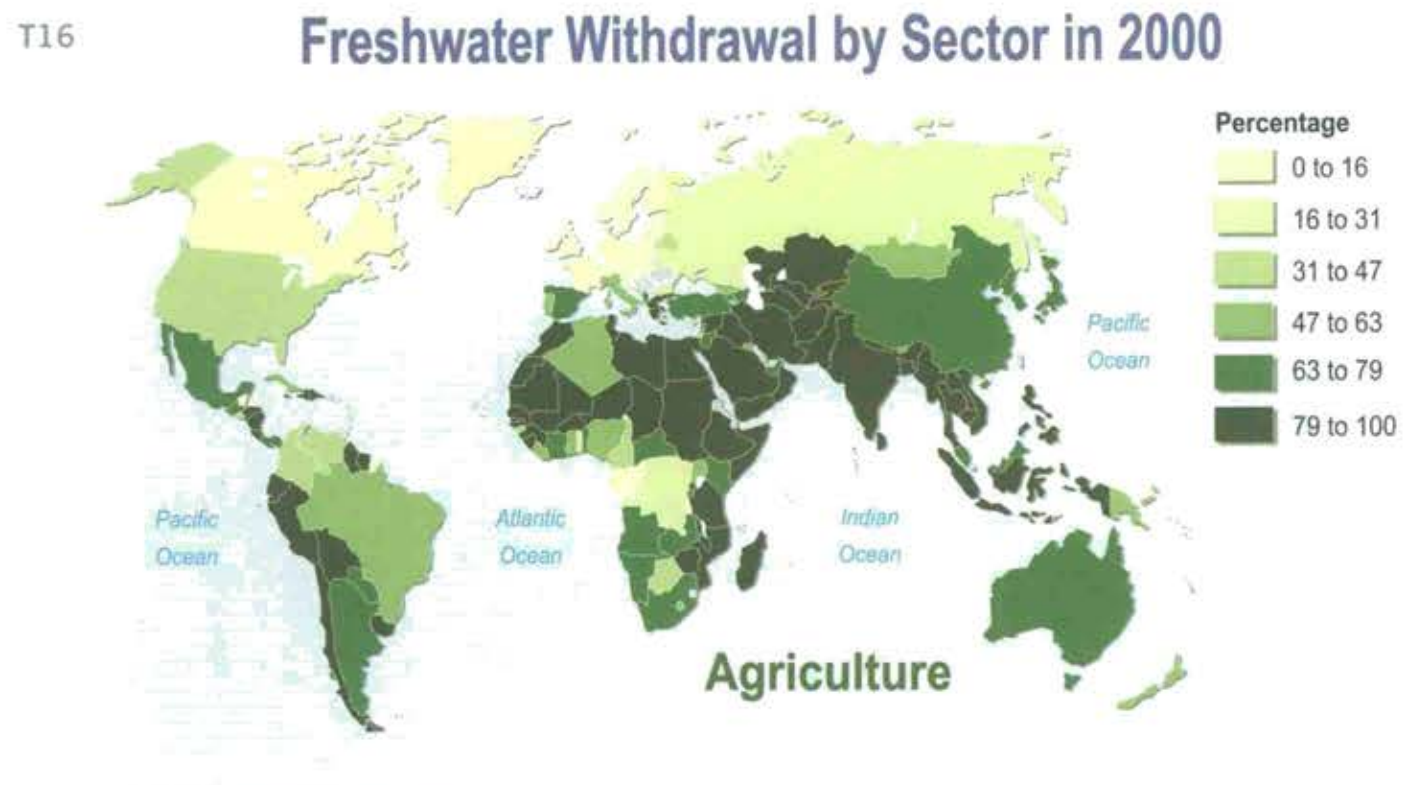 T16
Freshwater Withdrawal by Sector in 2000
Percentage
0 to 16
16 to 31
31 to 47
47 to 63
63 to 79
79 to 100
Pacific
Ocean
Pacific
Ocean
Atlantic
Ocean
Indian
Ocean
Agriculture